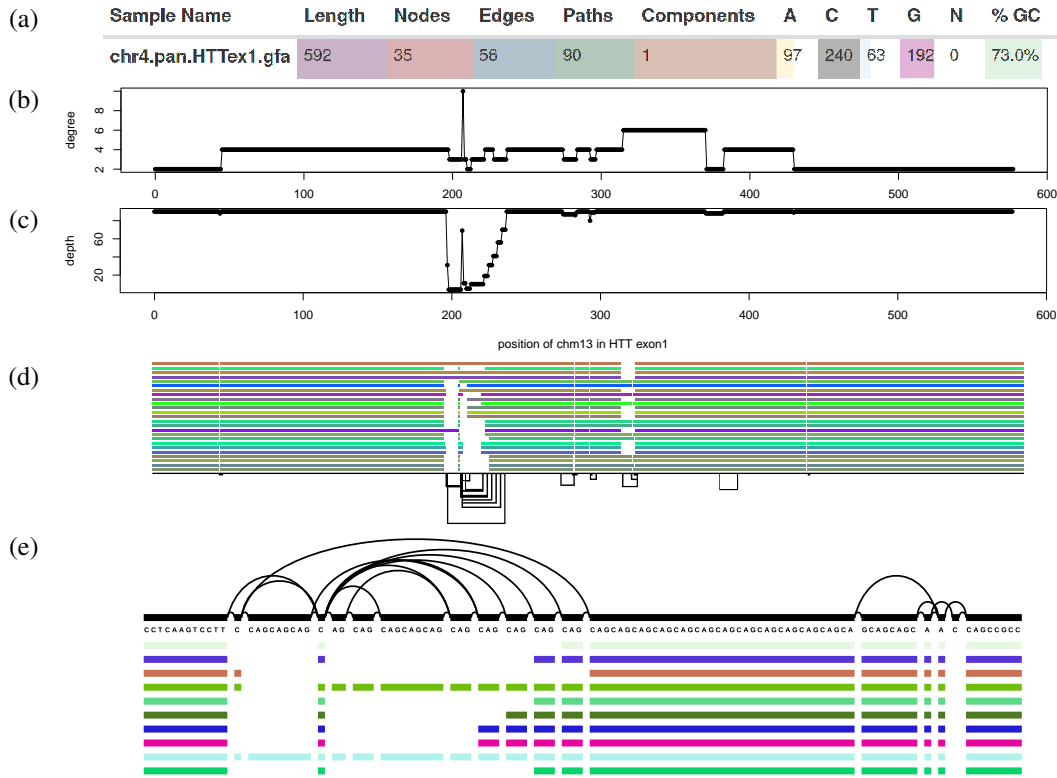 (a) Sample Name Length Nodes Edges Paths Components A C T G N % GC
chr4.pan.HTTex1.gfa 592 35 56 90 1 97 240 63 192 0 73.0%
(b)
degree
2 4 6 8
0 100 200 300 400 500 600
(c)
depth
20 60
0 100 200 300 400 500 600
position of chm13 in HTT exon1
(d)
(e)
CCTCAAGTCCTT C CAGCAGCAG C AG CAG CAGCAGCAG CAG CAG CAG CAG CAG CAGCAGCAGCAGCAGCAGCAGCAGCAGCAGCAGCAGCA GCAGCAGC A A C CAGCCGCC